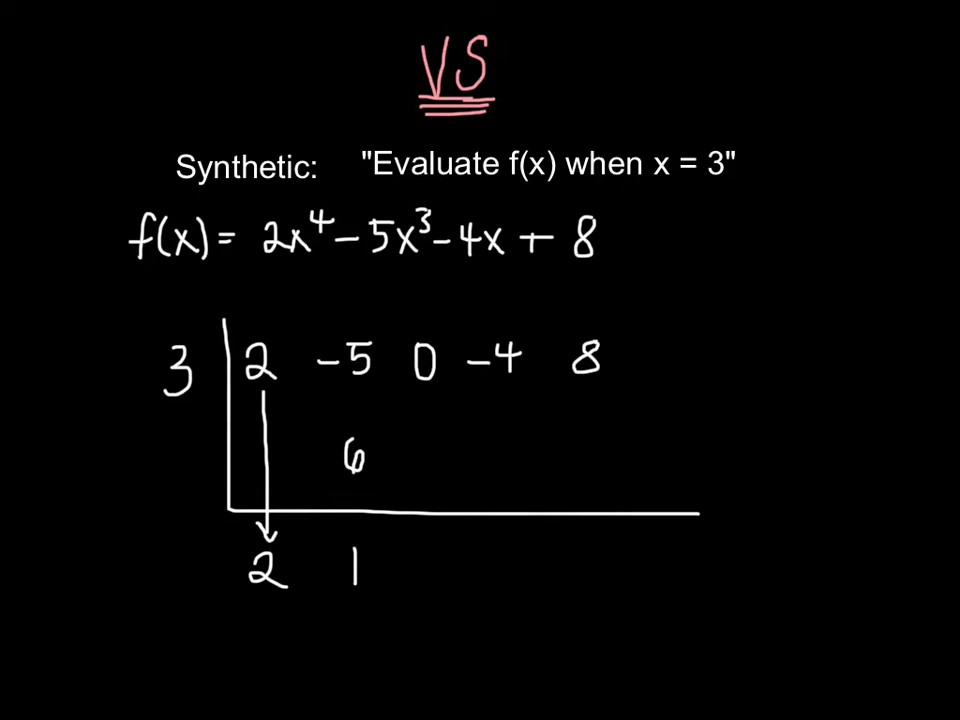 VS
Synthetic: "Evaluate f(x) when x = 3"
f(x) = 2x⁴ - 5x³ - 4x + 8
3 2 -5 0 -4 8
6
2 1